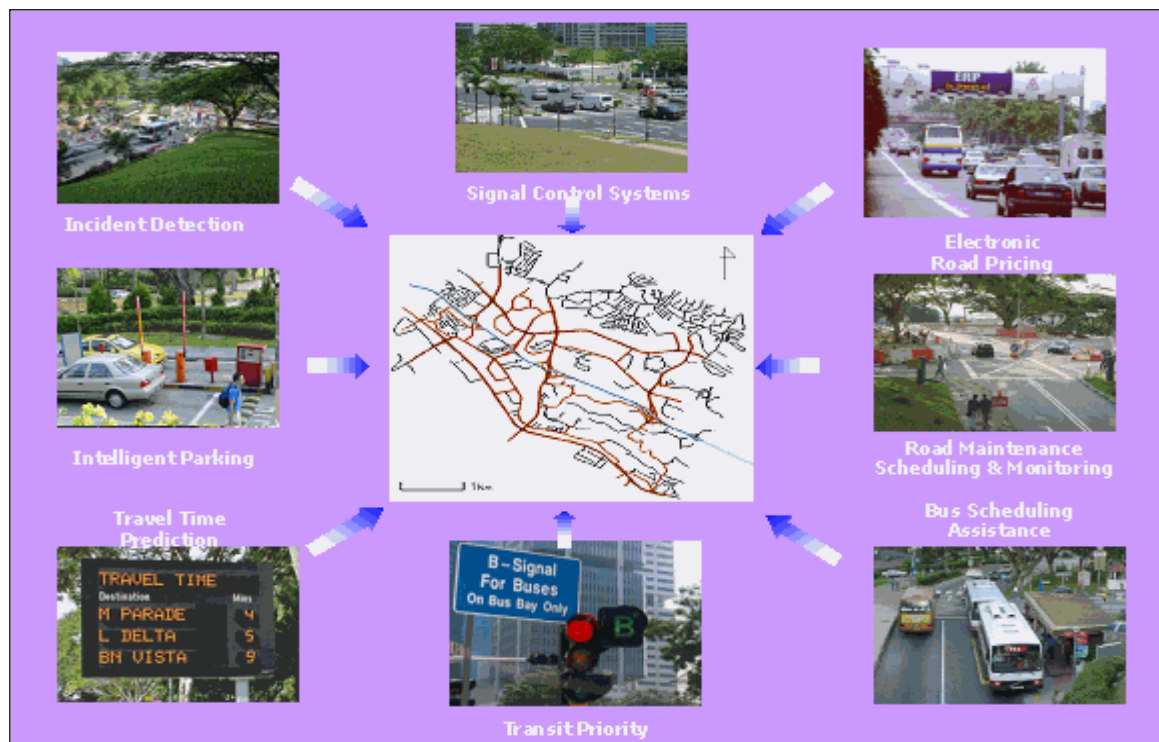 Signal Control Systems
Incident Detection
ERP
Electronic
Road Pricing
Intelligent Parking
1km
Road Maintenance
Scheduling & Monitoring
Travel Time
Prediction
Bus Scheduling
Assistance
TRAVEL TIME
Destination Mins
M PARADE 4
L DELTA 5
BN VISTA 9
B-Signal
For Buses
On Bus Bay Only
B
Transit Priority